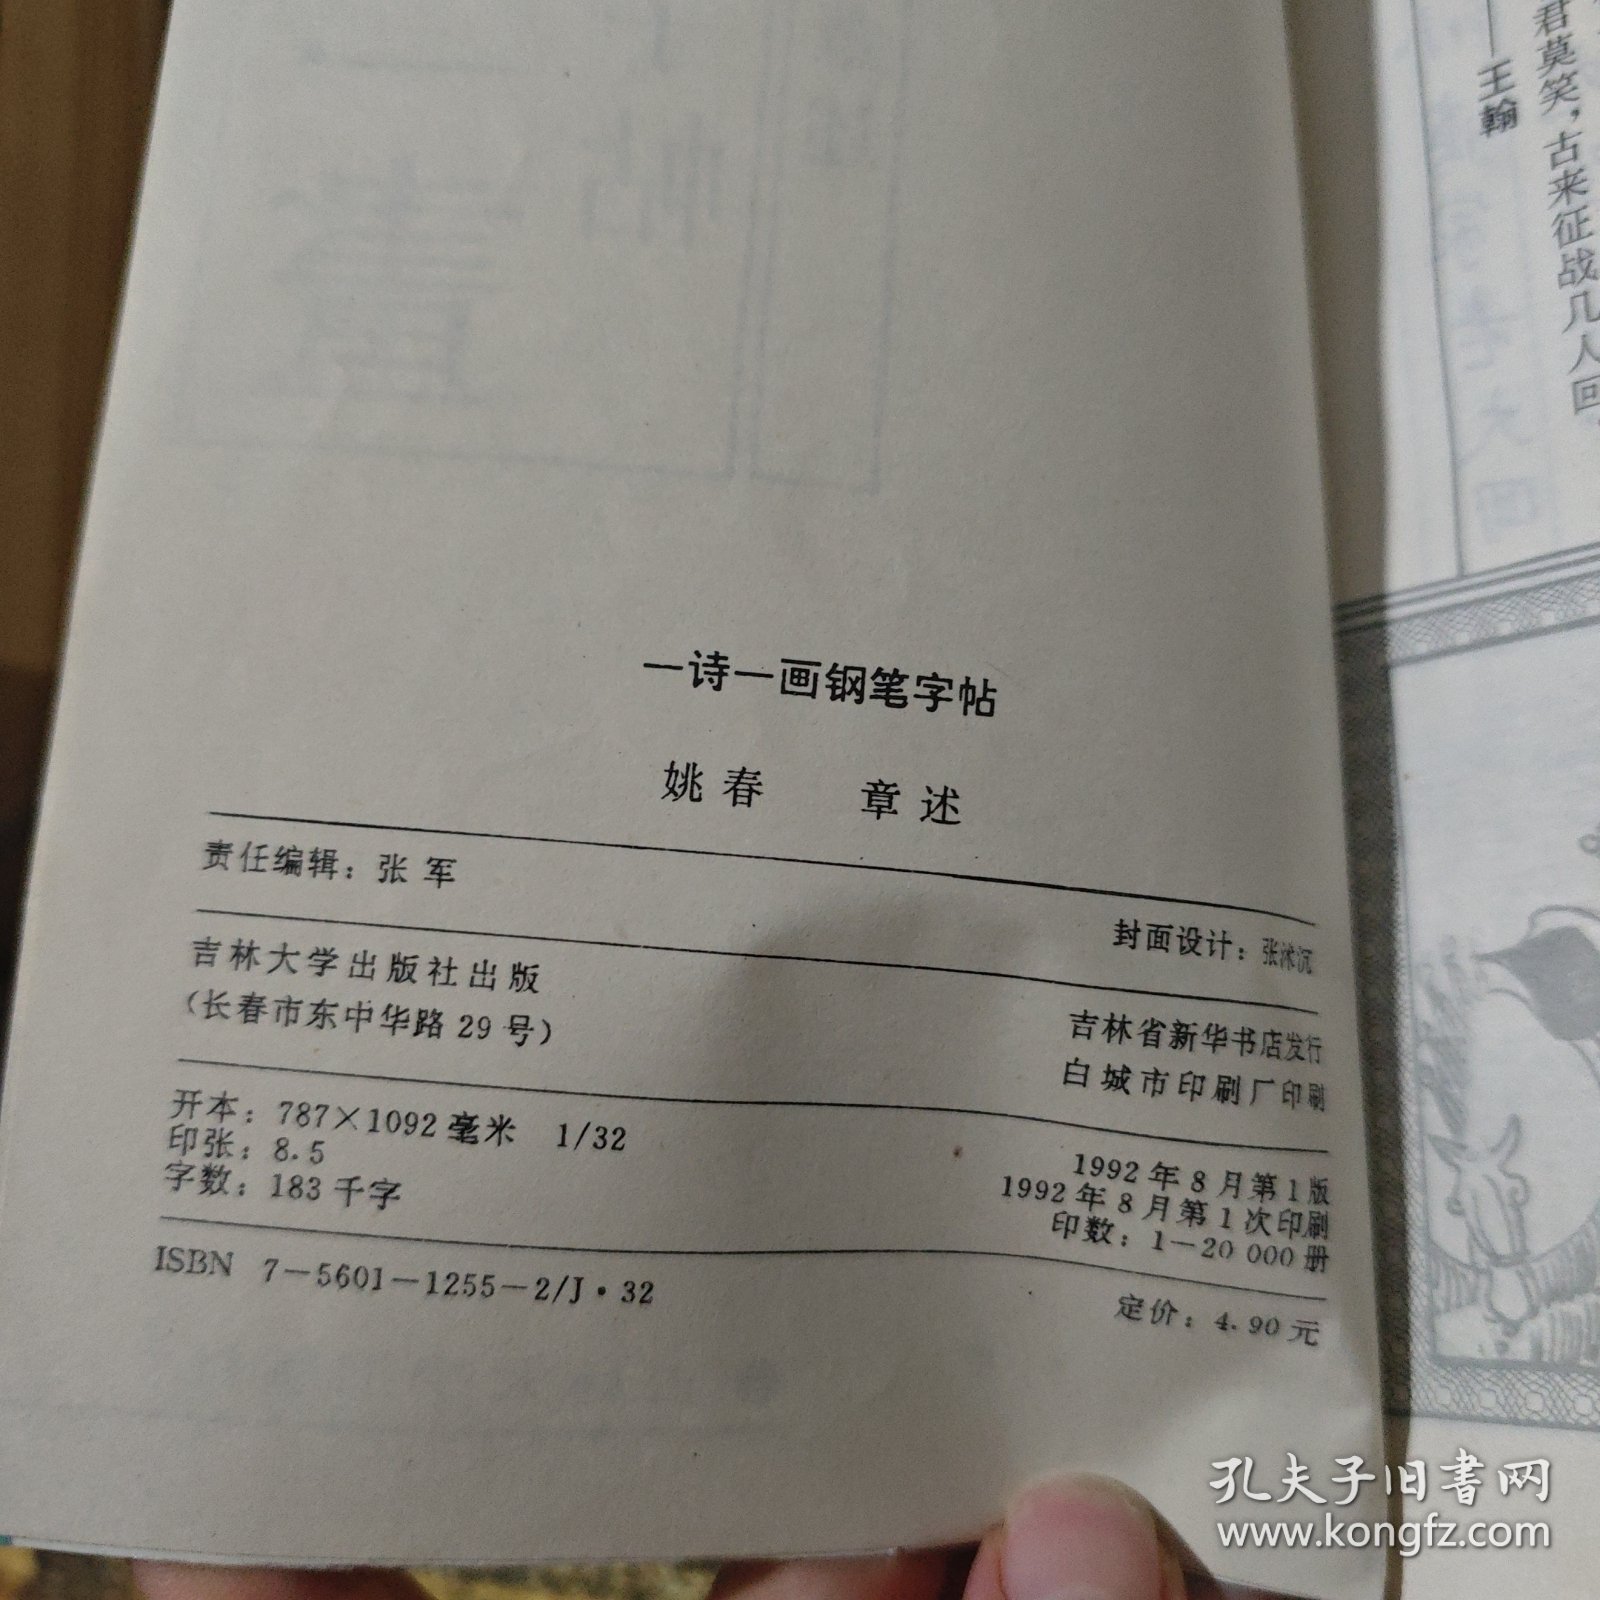 一诗一画钢笔字帖
姚春 章述
责任编辑：张军
封面设计：张沭沉
吉林大学出版社出版
（长春市东中华路29号）
吉林省新华书店发行
白城市印刷厂印刷
开本：787×1092毫米 1/32
印张：8.5
字数：183千字
1992年8月第1版
1992年8月第1次印刷
印数：1—20 000册
ISBN 7—5601—1255—2/J·32
定价：4.90元
君莫笑，古来征战几人回
——王翰
孔夫子旧书网
www.kongfz.com